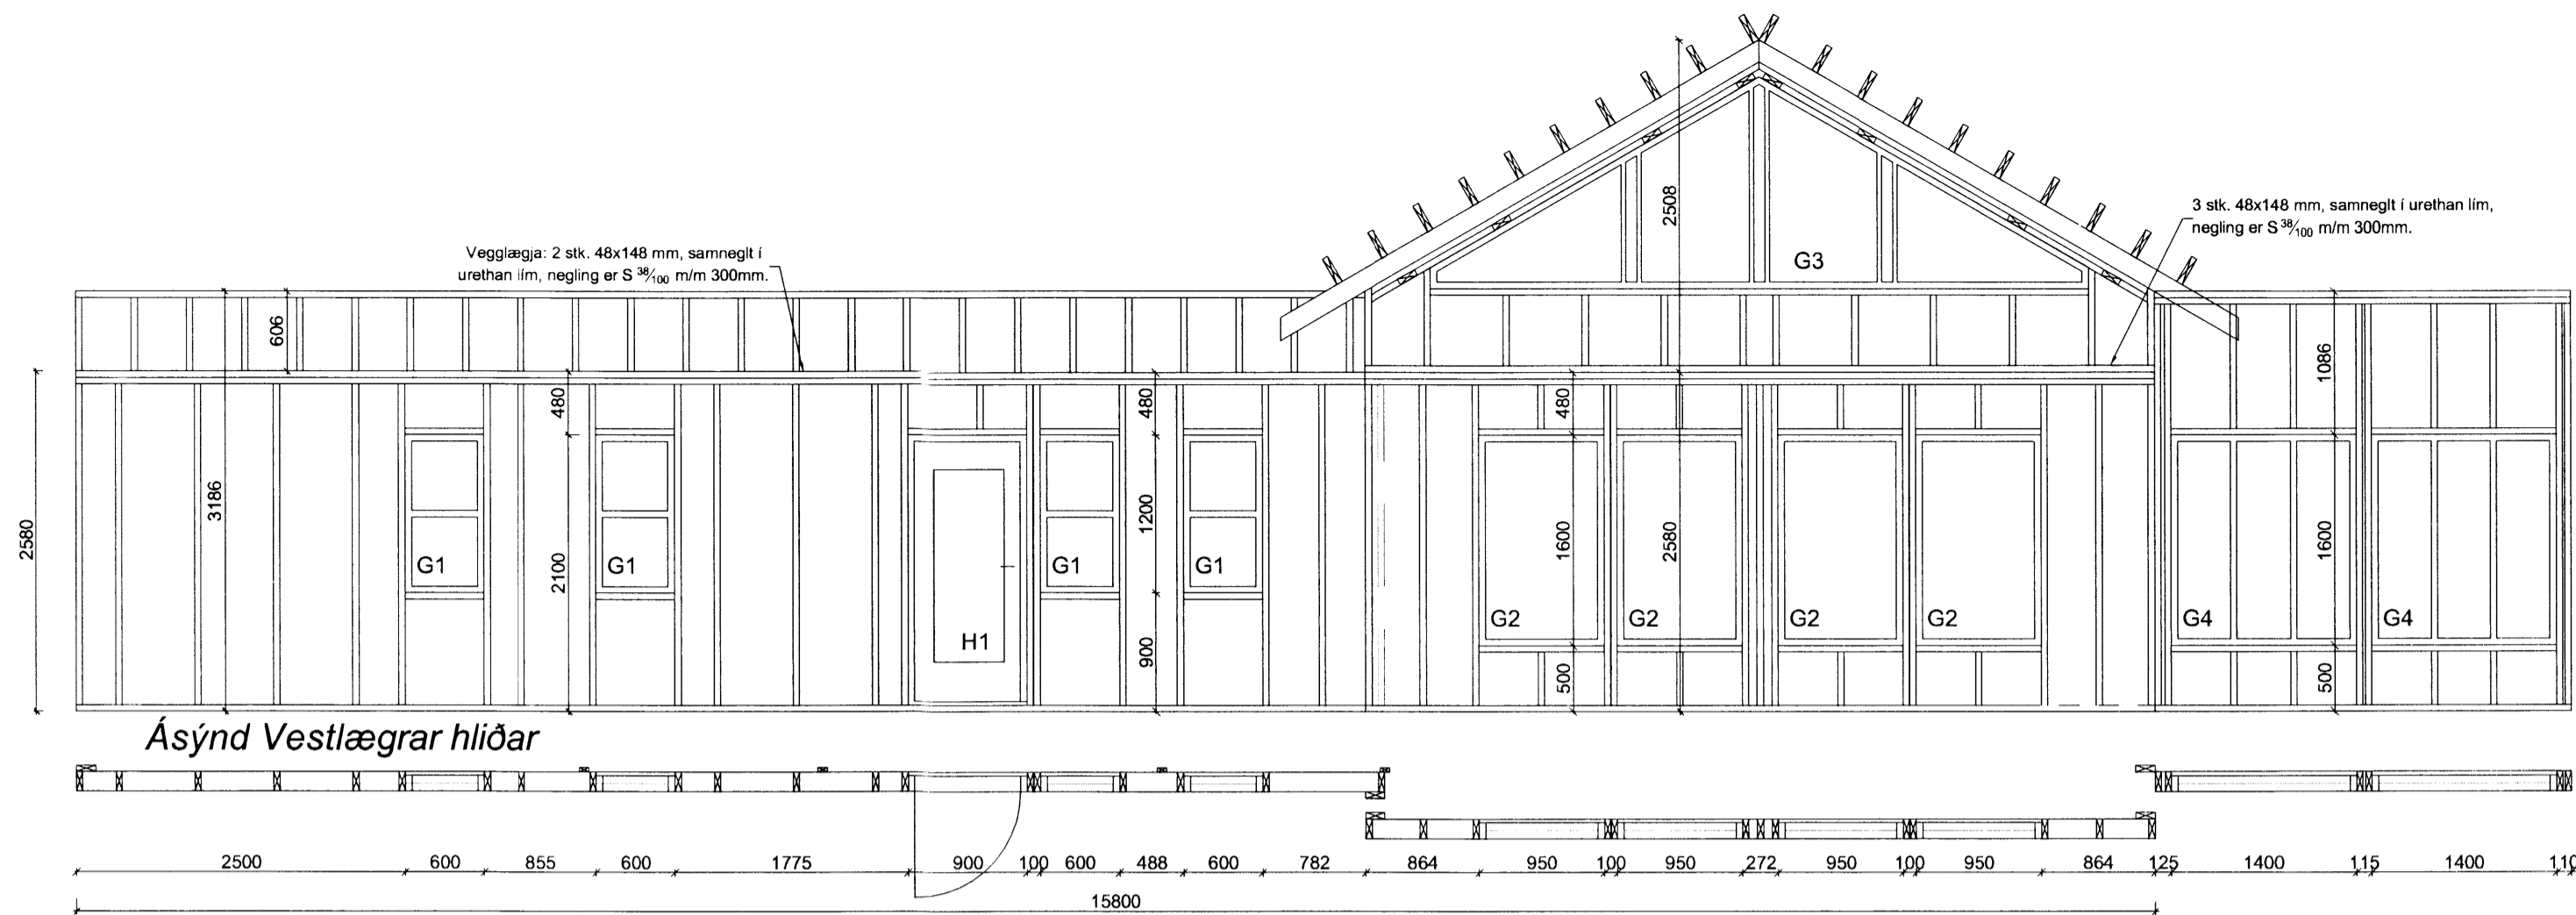 2508
3 stk. 48x148 mm, samneglt í urethan lím,
negling er S 38/100 m/m 300mm.
Vegglægja: 2 stk. 48x148 mm, samneglt í
urethan lím, negling er S 38/100 m/m 300mm.
G3
606
1086
480
480
480
3186
2580
2100
1200
1600
2580
1600
G1
G1
G1
G1
G2
G2
G2
G2
G4
G4
H1
900
500
500
Ásýnd Vestlægrar hliðar
2500 600 855 600 1775 900 100 600 488 600 782 864 950 100 950 272 950 100 950 864 125 1400 115 1400 110
15800